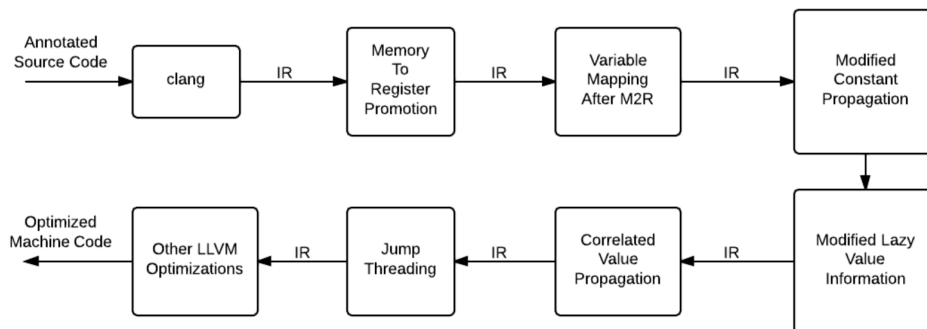 Annotated
Source Code
clang
IR
Memory
To
Register
Promotion
IR
Variable
Mapping
After M2R
IR
Modified
Constant
Propagation
Modified Lazy
Value
Information
IR
Correlated
Value
Propagation
IR
Jump
Threading
IR
Other LLVM
Optimizations
Optimized
Machine Code